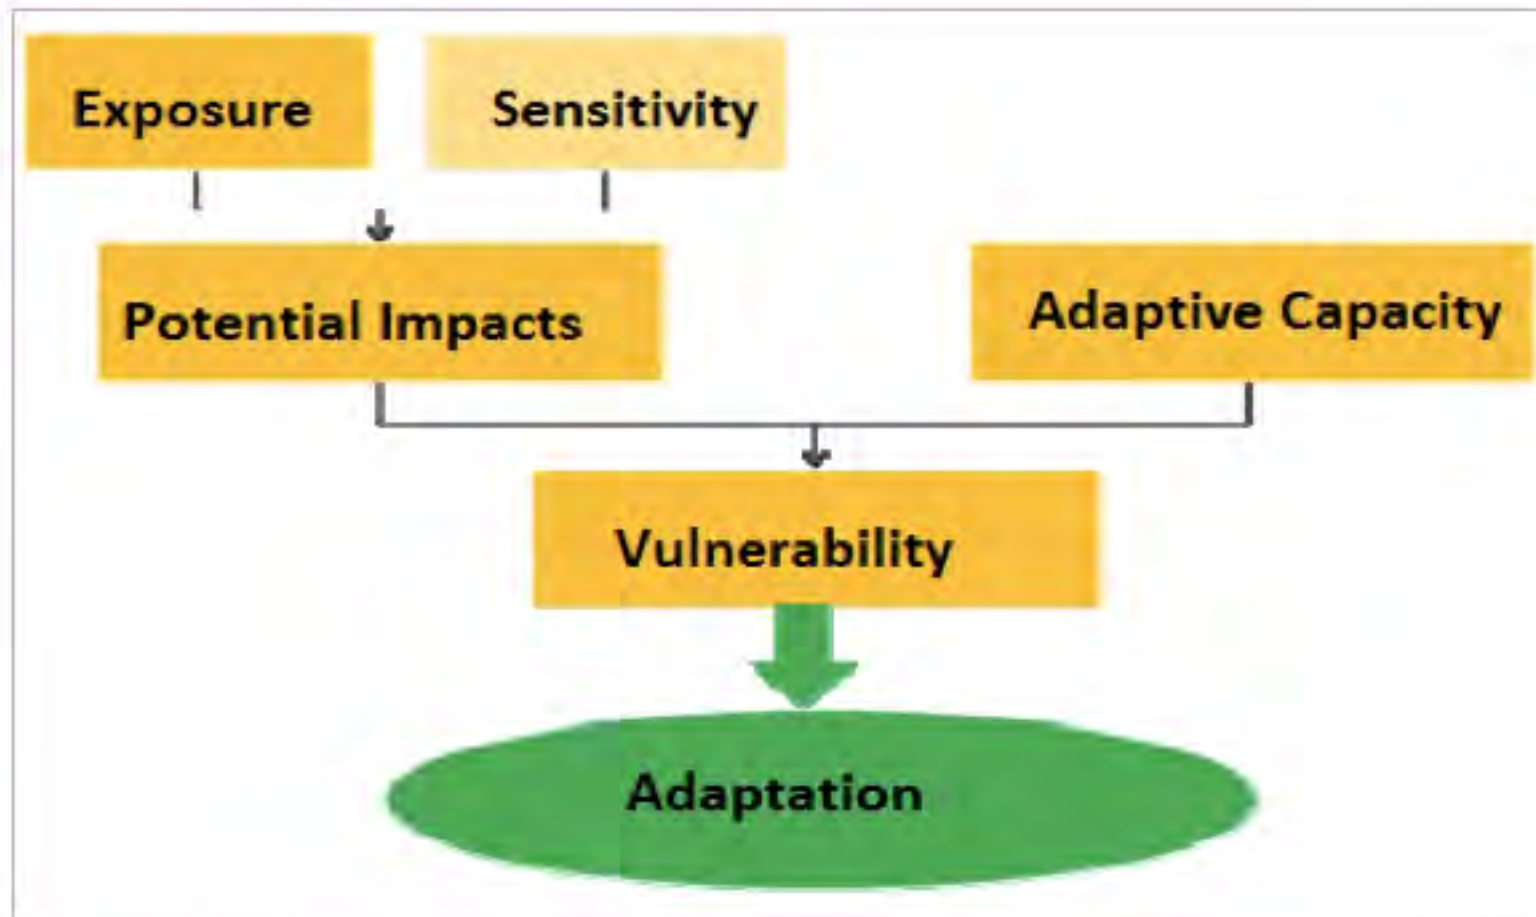 Exposure
Sensitivity
Potential Impacts
Adaptive Capacity
Vulnerability
Adaptation